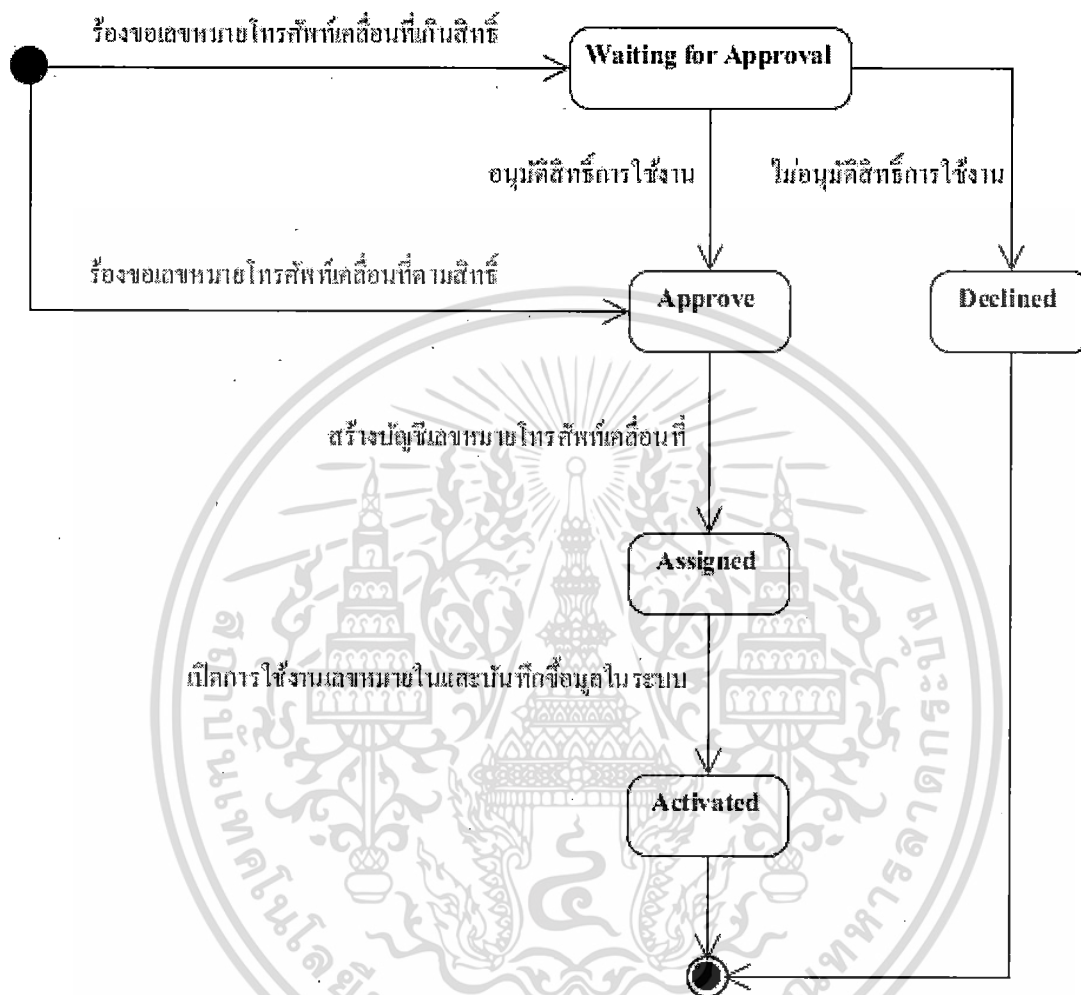 ร้องขอเลขหมายโทรศัพท์เคลื่อนที่เกินสิทธิ์
Waiting for Approval
อนุมัติสิทธิ์การใช้งาน
ไม่อนุมัติสิทธิ์การใช้งาน
ร้องขอเลขหมายโทรศัพท์เคลื่อนที่ตามสิทธิ์
Approve
Declined
สร้างบัญชีเลขหมายโทรศัพท์เคลื่อนที่
Assigned
เปิดการใช้งานเลขหมายในและบันทึกข้อมูลในระบบ
Activated